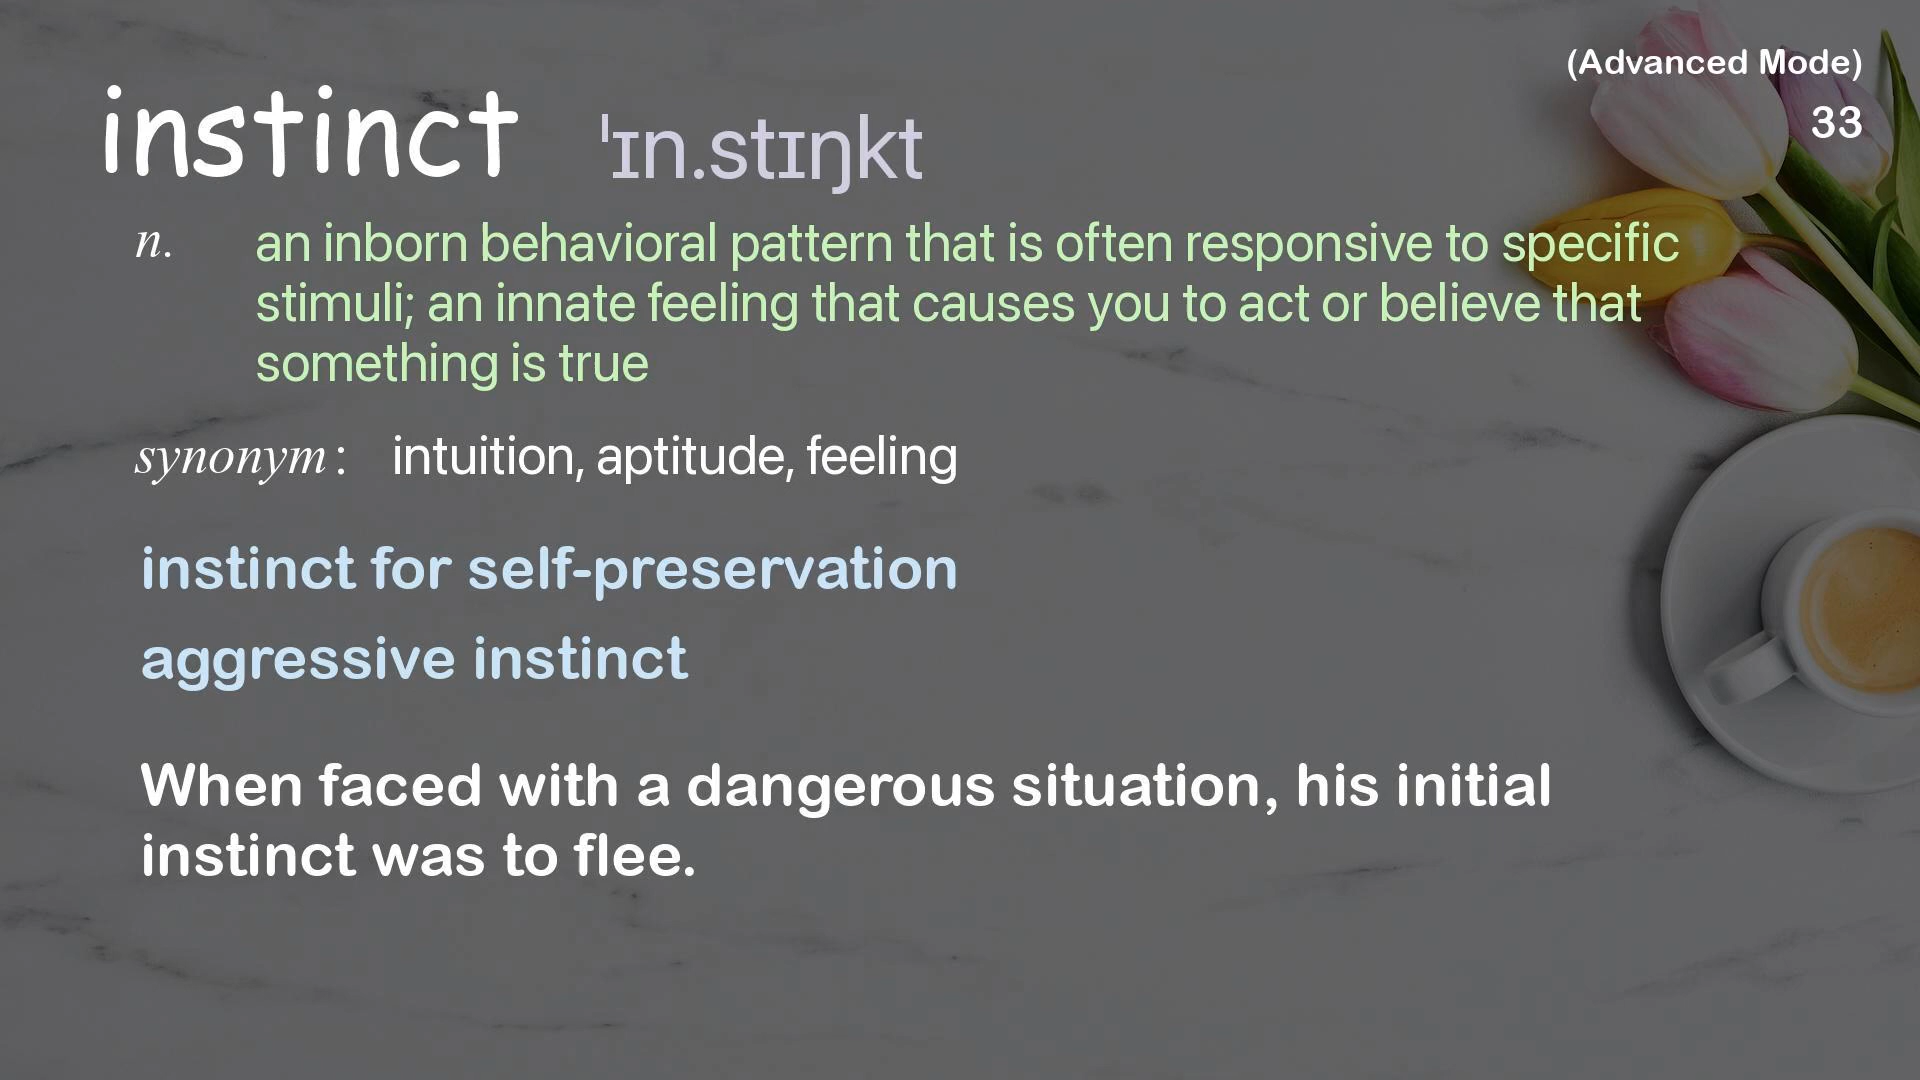 (Advanced Mode)
33
instinct ˈɪn.stɪŋkt
n. an inborn behavioral pattern that is often responsive to specific
stimuli; an innate feeling that causes you to act or believe that
something is true
synonym : intuition, aptitude, feeling
instinct for self-preservation
aggressive instinct
When faced with a dangerous situation, his initial
instinct was to flee.